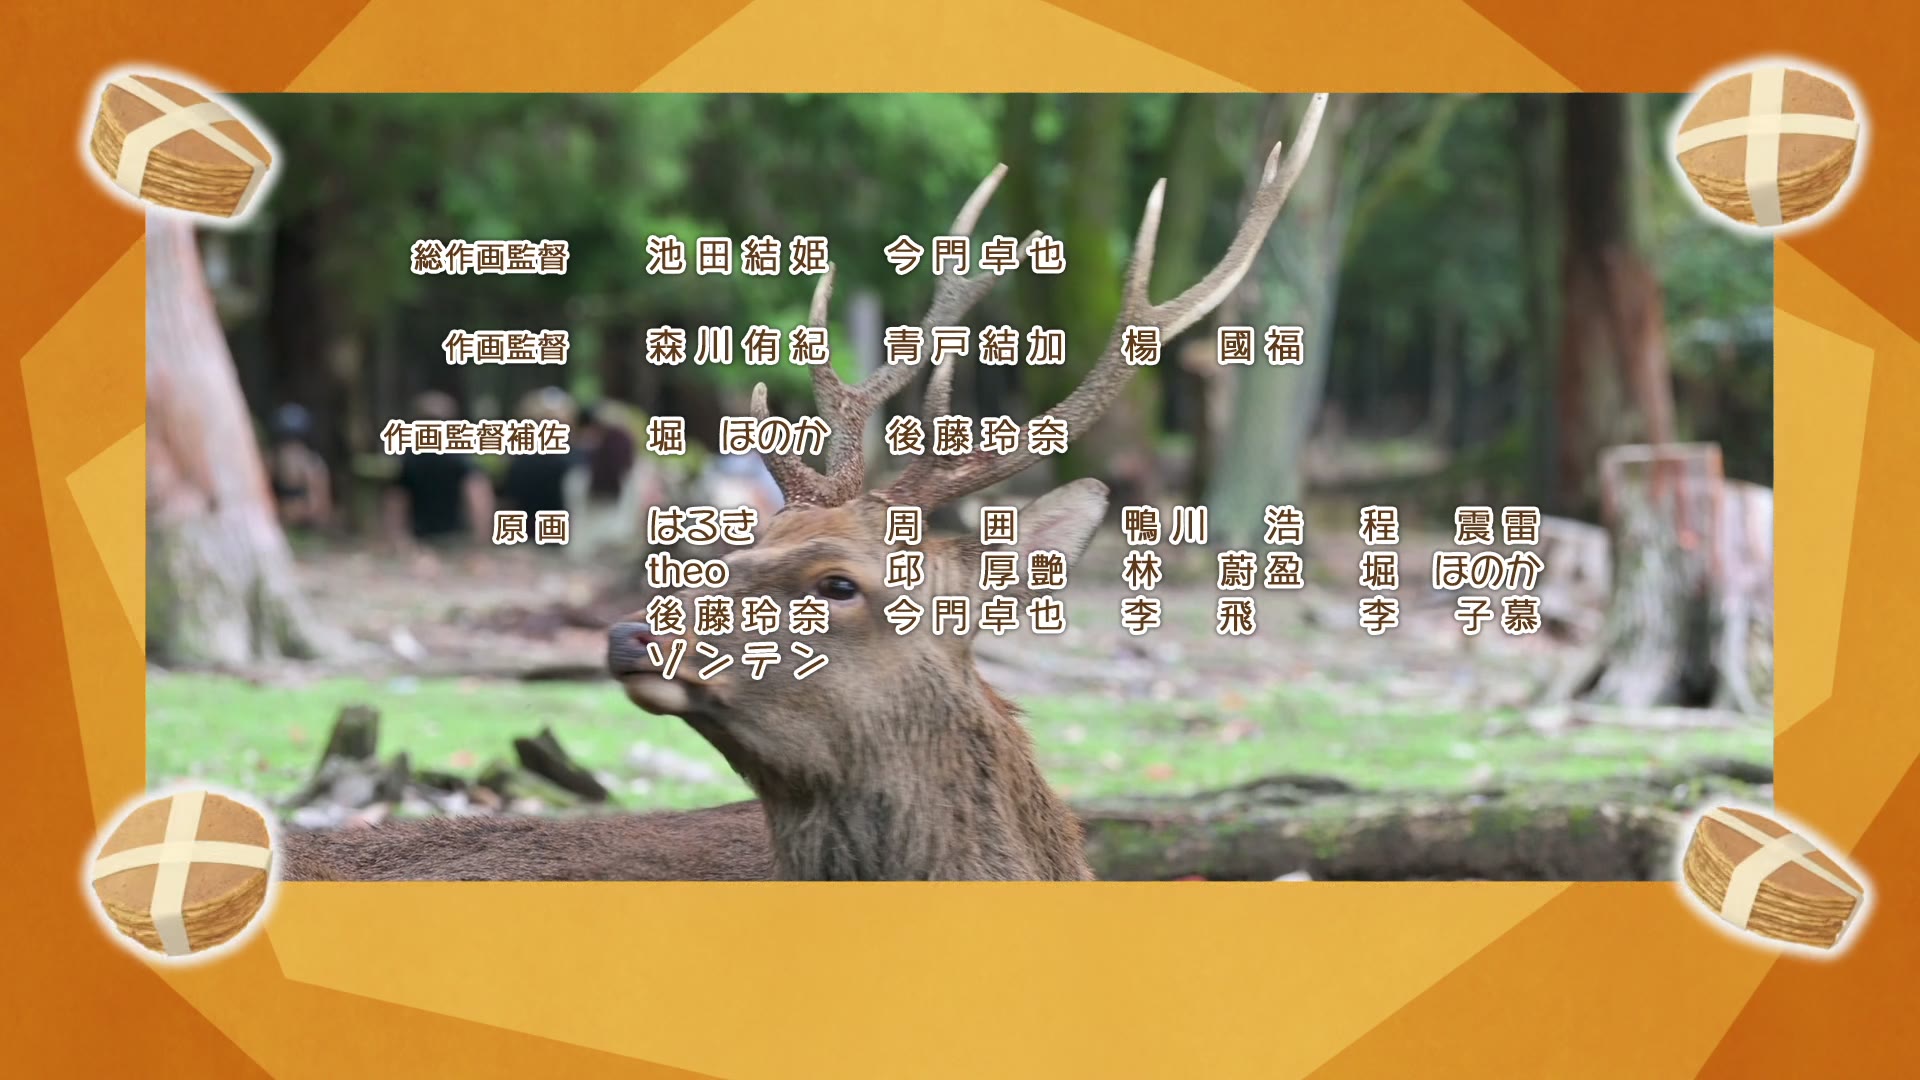 総作画監督 池田結姫 今門卓也
作画監督 森川侑紀 青戸結加 楊 國福
作画監督補佐 堀 ほのか 後藤玲奈
原画 はるき 周 囲 鴨川 浩 程 震雷
theo 邱 厚艶 林 蔚盈 堀 ほのか
後藤玲奈 今門卓也 李 飛 李 子慕
ゾンテン